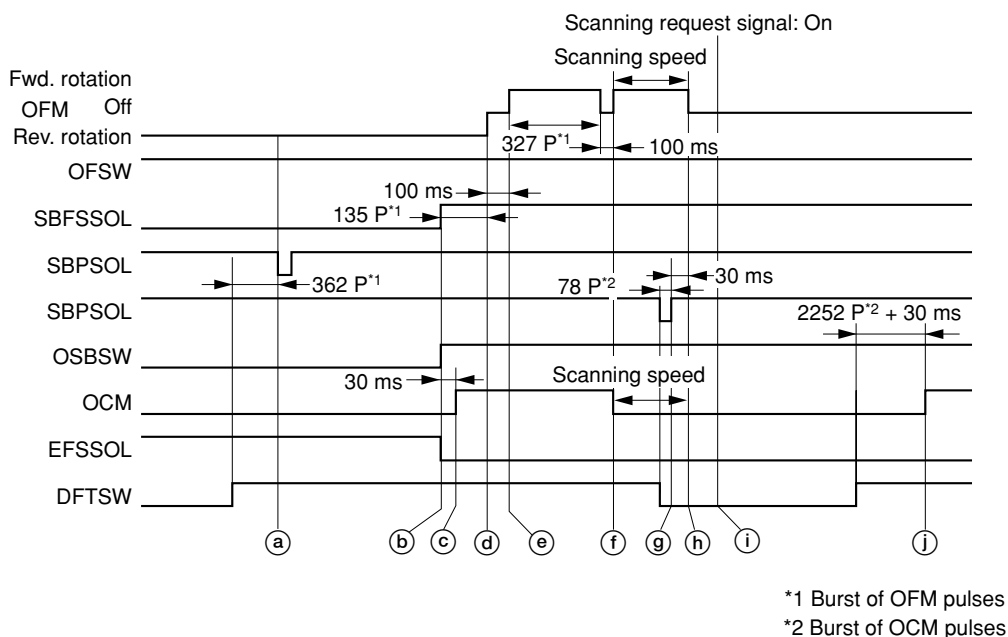 Scanning request signal: On
Scanning speed
Fwd. rotation
OFM Off
Rev. rotation
327 P*1
100 ms
OFSW
100 ms
135 P*1
SBFSSOL
SBPSOL
362 P*1
30 ms
78 P*2
SBPSOL
2252 P*2 + 30 ms
OSBSW
30 ms
Scanning speed
OCM
EFSSOL
DFTSW
a b c d e f g h i j
*1 Burst of OFM pulses
*2 Burst of OCM pulses